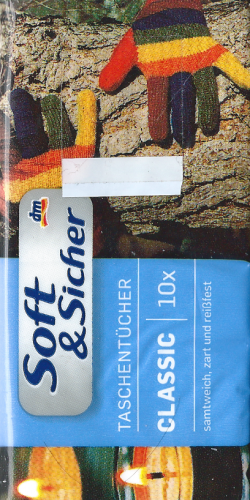 dm
Soft
&Sicher
TASCHENTÜCHER
CLASSIC | 10x
samtweich, zart und reißfest